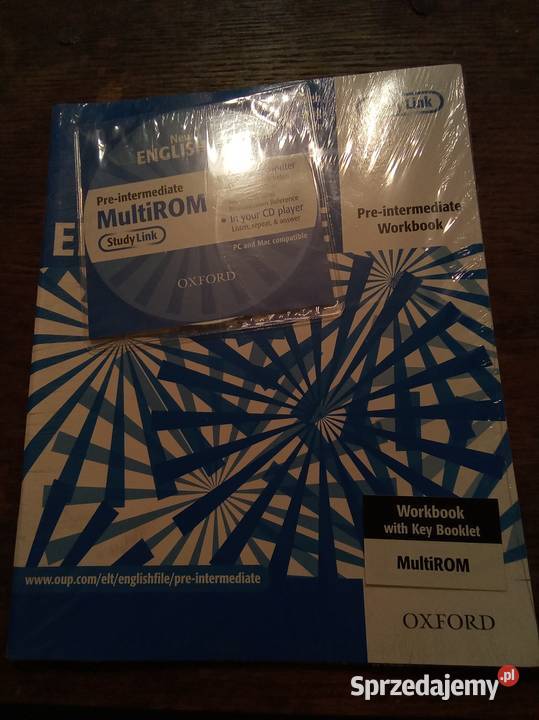 New
ENGLISH
Pre-intermediate
MultiROM
Study Link
• In your CD player
Listen, repeat, & answer
PC and Mac compatible
OXFORD
Link
Pre-intermediate
Workbook
E
Workbook
with Key Booklet
MultiROM
www.oup.com/elt/englishfile/pre-intermediate
OXFORD
Sprzedajemy.pl